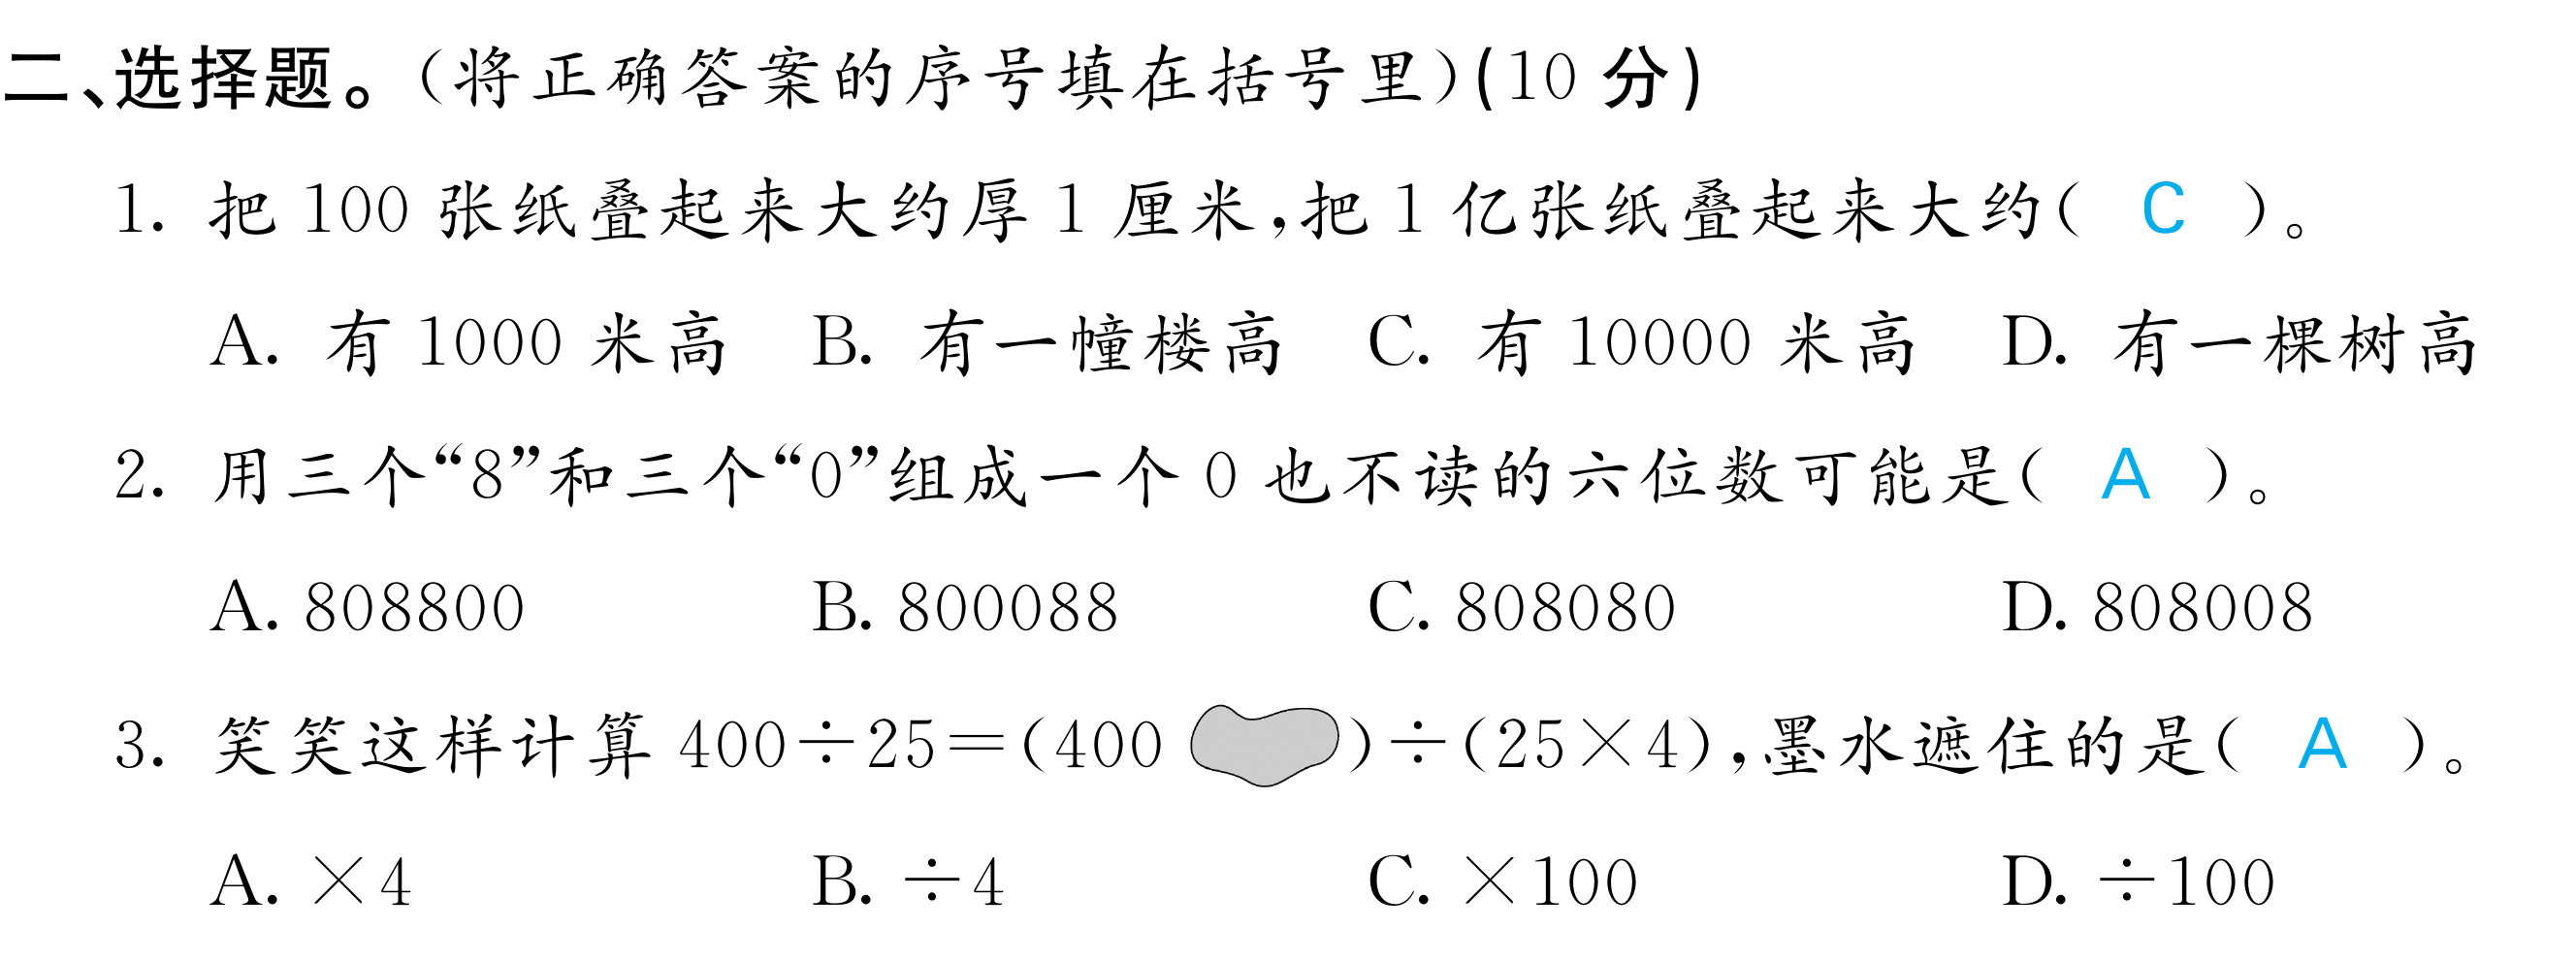 二、选择题。(将正确答案的序号填在括号里)(10 分)
1. 把 100 张纸叠起来大约厚 1 厘米,把 1 亿张纸叠起来大约( C )。
A. 有 1000 米高 B. 有一幢楼高 C. 有 10000 米高 D. 有一棵树高
2. 用三个“8”和三个“0”组成一个 0 也不读的六位数可能是( A )。
A. 808800 B. 800088 C. 808080 D. 808008
3. 笑笑这样计算 400÷25=(400 )÷(25×4),墨水遮住的是( A )。
A. ×4 B. ÷4 C. ×100 D. ÷100